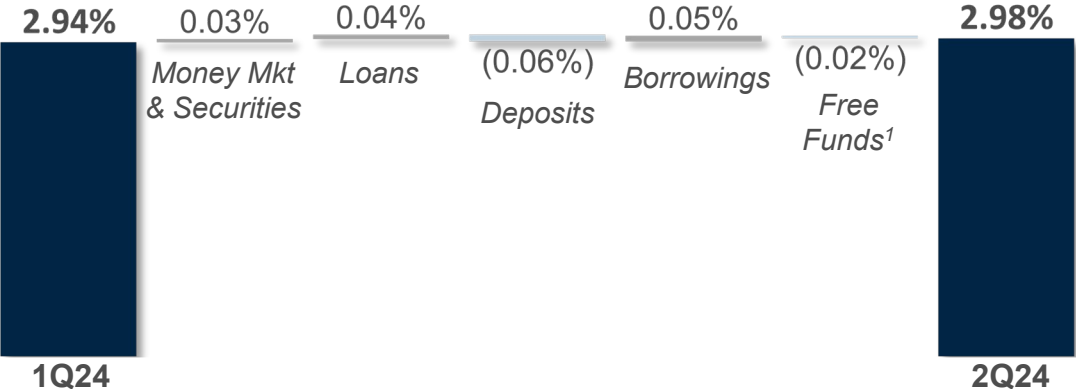 2.94%
0.03%
0.04%
(0.06%)
0.05%
(0.02%)
2.98%
Money Mkt
& Securities
Loans
Deposits
Borrowings
Free
Funds¹
1Q24
2Q24